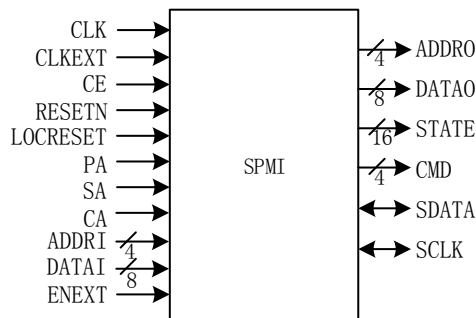 CLK
CLKEXT
CE
RESETN
LOCRESET
PA
SA
CA
ADDRI 4
DATAI 8
ENEXT
SPMI
4 ADDRO
8 DATAO
16 STATE
4 CMD
SDATA
SCLK